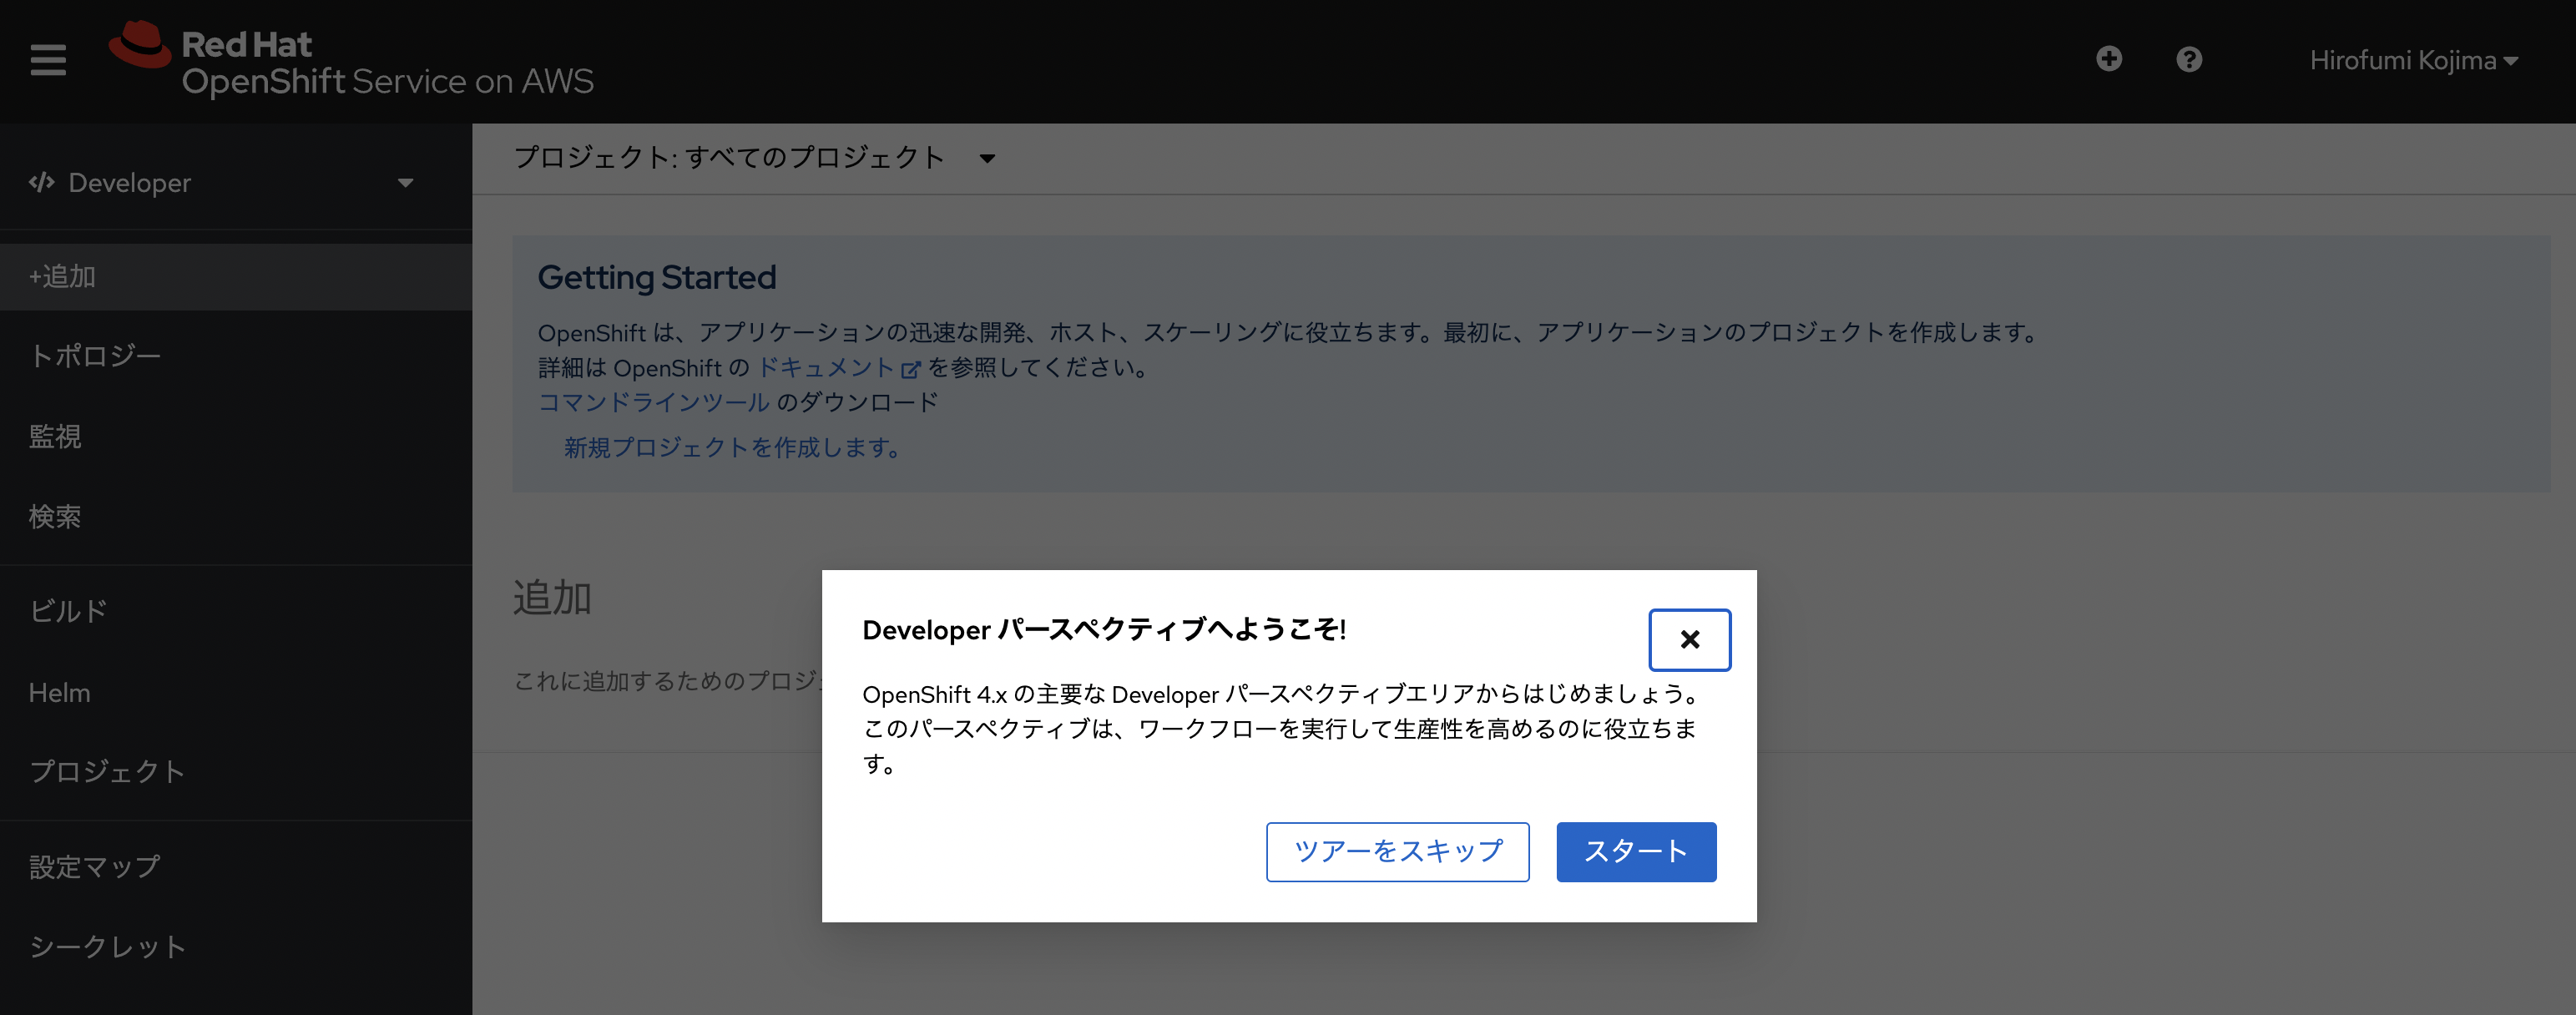 Red Hat
OpenShift Service on AWS
Hirofumi Kojima
Developer
プロジェクト: すべてのプロジェクト
+追加
トポロジー
監視
検索
ビルド
Helm
プロジェクト
設定マップ
シークレット
Getting Started
OpenShift は、アプリケーションの迅速な開発、ホスト、スケーリングに役立ちます。最初に、アプリケーションのプロジェクトを作成します。
詳細は OpenShift の ドキュメント を参照してください。
コマンドラインツール のダウンロード
新規プロジェクトを作成します。
追加
これに追加するためのプロジ
Developer パースペクティブへようこそ!
OpenShift 4.x の主要な Developer パースペクティブエリアからはじめましょう。
このパースペクティブは、ワークフローを実行して生産性を高めるのに役立ちま
す。
ツアーをスキップ
スタート